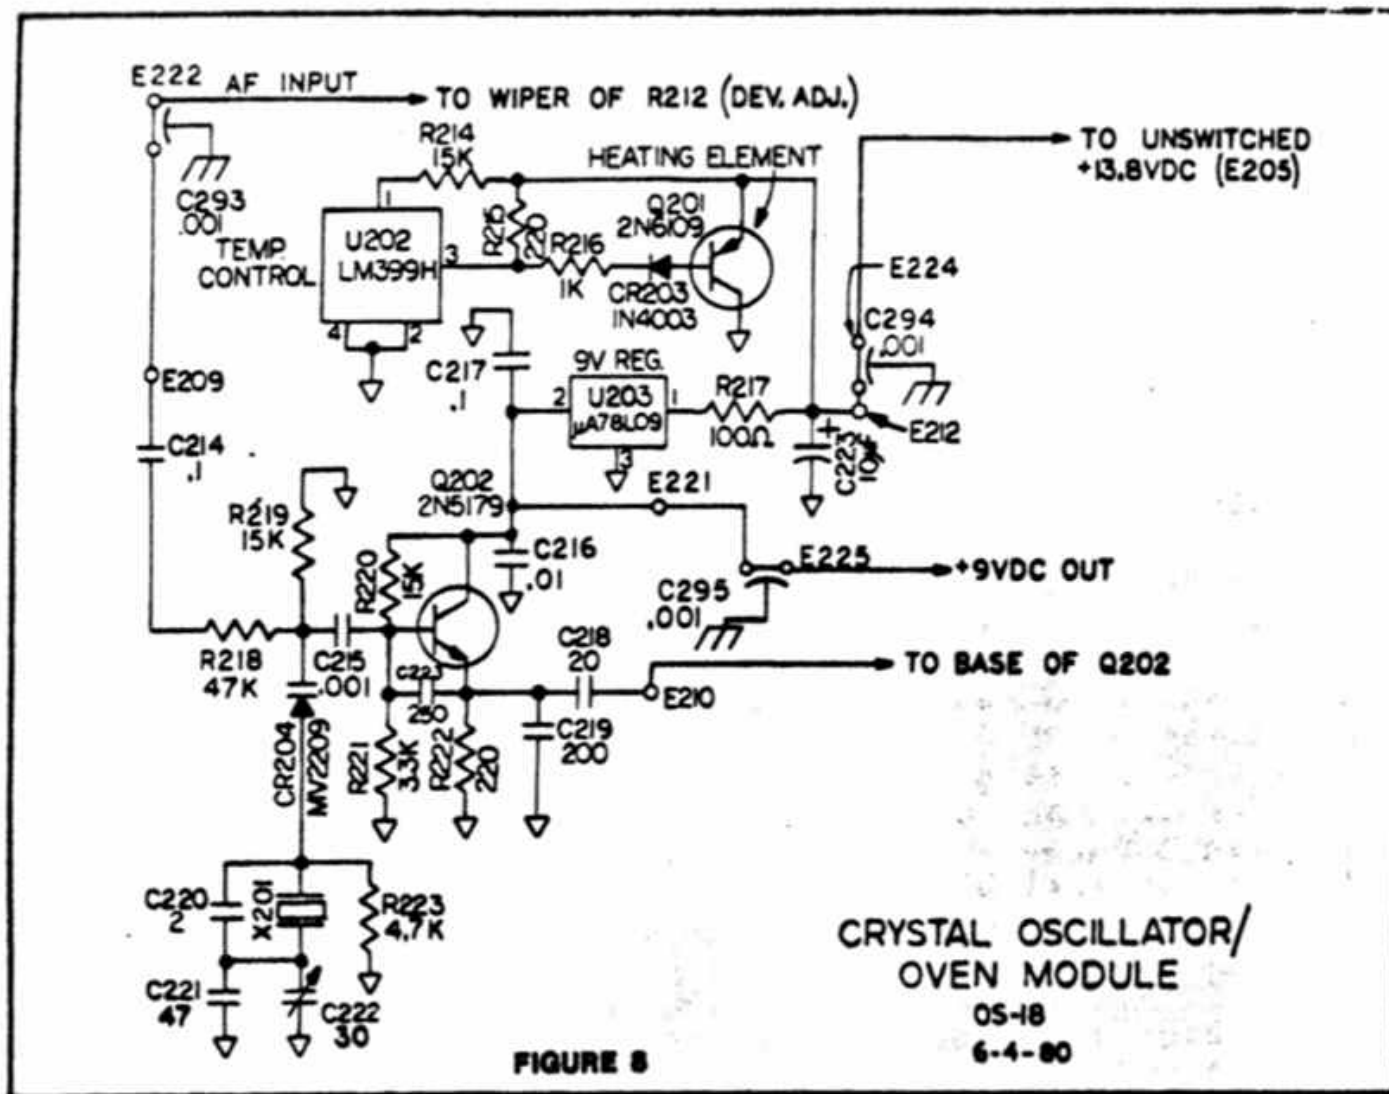 E222
AF INPUT
TO WIPER OF R212 (DEV. ADJ.)
R214
15K
HEATING ELEMENT
TO UNSWITCHED
+13.8VDC (E205)
C293
.001
TEMP.
CONTROL
1
U202
LM399H
3
4
2
R215
220
R216
1K
CR203
1N4003
Q201
2N6109
E224
C294
.001
E209
C217
.1
9V REG.
2
U203
µA78L09
1
3
R217
100Ω
+
10µf
E212
C214
.1
Q202
2N5179
E221
R219
15K
R220
15K
C216
.01
E225
+9VDC OUT
C295
.001
R218
47K
C215
.001
250
C218
20
TO BASE OF Q202
E210
CR204
MV2209
R221
3.3K
R222
220
C219
200
C220
2
X201
R223
4.7K
C221
47
C222
30
CRYSTAL OSCILLATOR/
OVEN MODULE
OS-18
6-4-80
FIGURE 8